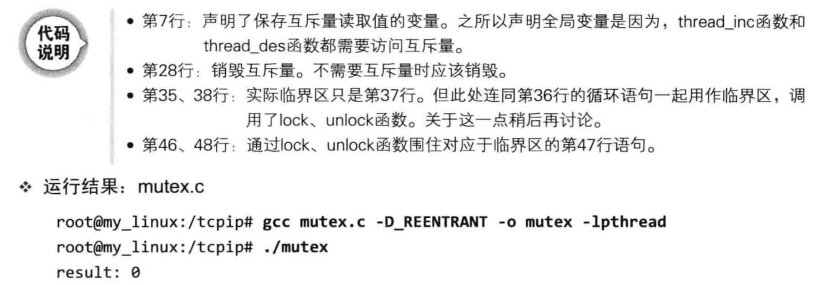 代码
说明
• 第7行：声明了保存互斥量读取值的变量。之所以声明全局变量是因为，thread_inc函数和
thread_des函数都需要访问互斥量。
• 第28行：销毁互斥量。不需要互斥量时应该销毁。
• 第35、38行：实际临界区只是第37行。但此处连同第36行的循环语句一起用作临界区，调
用了lock、unlock函数。关于这一点稍后再讨论。
• 第46、48行：通过lock、unlock函数围住对应于临界区的第47行语句。
❖ 运行结果：mutex.c
root@my_linux:/tcpip# gcc mutex.c -D_REENTRANT -o mutex -lpthread
root@my_linux:/tcpip# ./mutex
result: 0